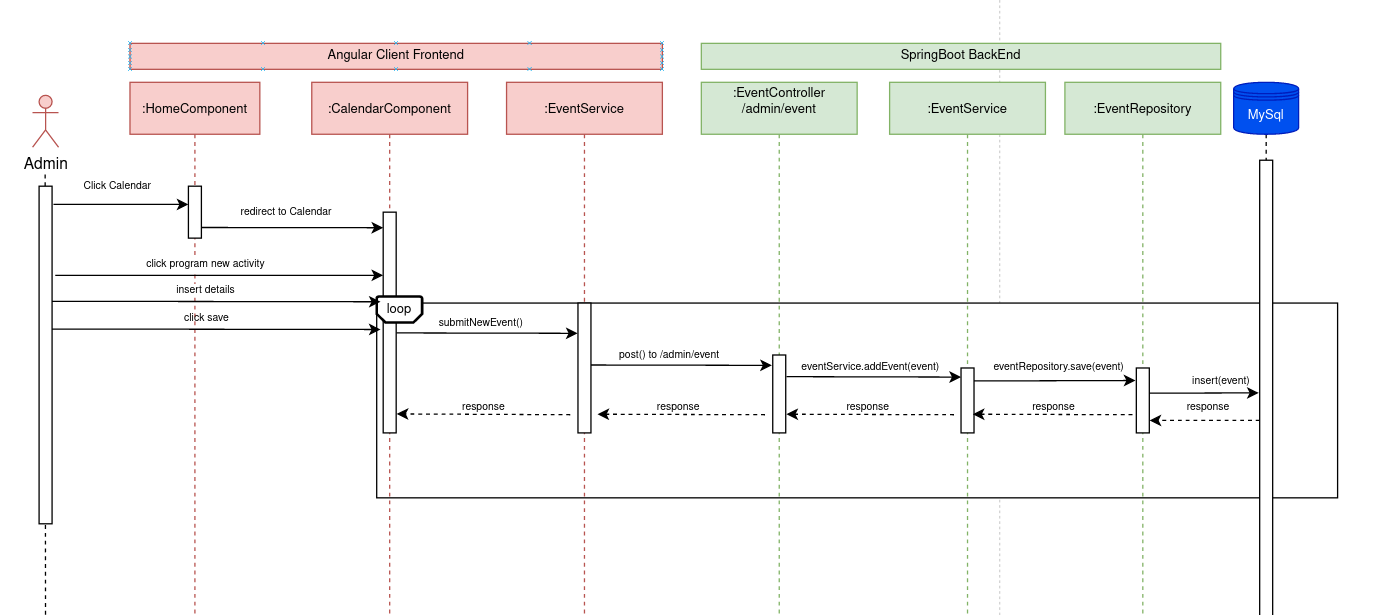 Angular Client Frontend
SpringBoot BackEnd
:HomeComponent
:CalendarComponent
:EventService
:EventController
/admin/event
:EventService
:EventRepository
MySql
Admin
Click Calendar
redirect to Calendar
click program new activity
insert details
loop
click save
submitNewEvent()
post() to /admin/event
eventService.addEvent(event)
eventRepository.save(event)
insert(event)
response
response
response
response
response